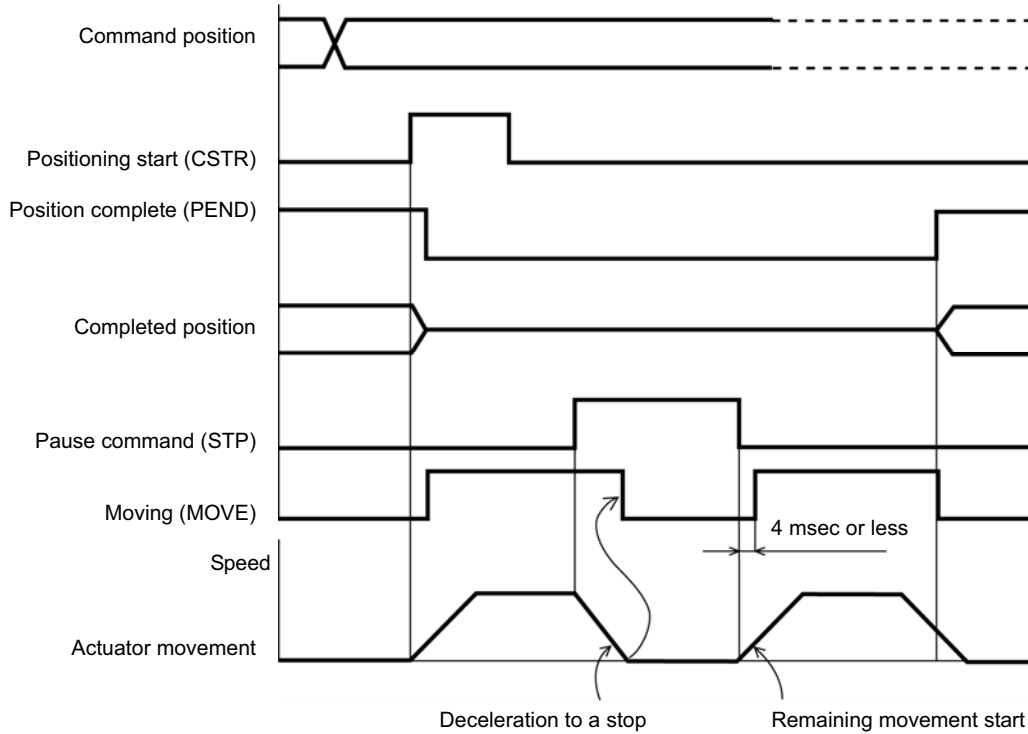 Command position
Positioning start (CSTR)
Position complete (PEND)
Completed position
Pause command (STP)
Moving (MOVE)
4 msec or less
Speed
Actuator movement
Deceleration to a stop
Remaining movement start